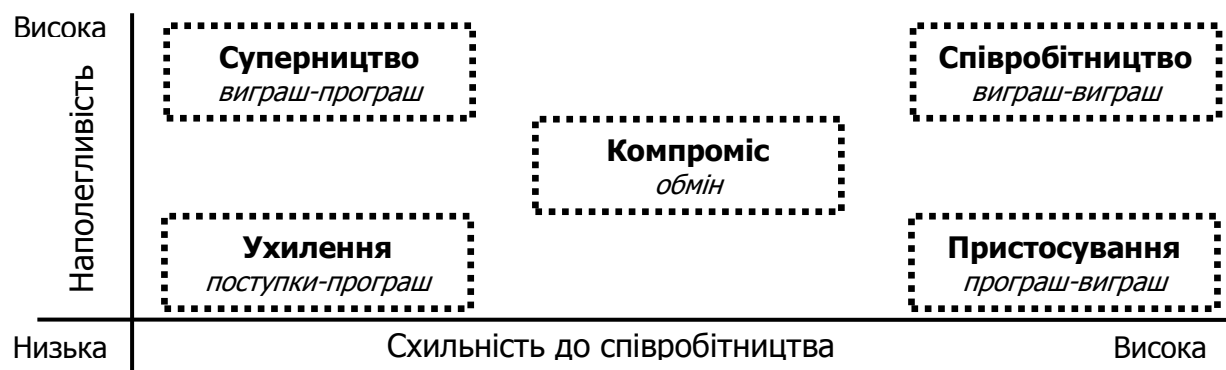 Висока
Суперництво
виграш-програш
Співробітництво
виграш-виграш
Наполегливість
Компроміс
обмін
Ухилення
поступки-програш
Пристосування
програш-виграш
Низька
Схильність до співробітництва
Висока